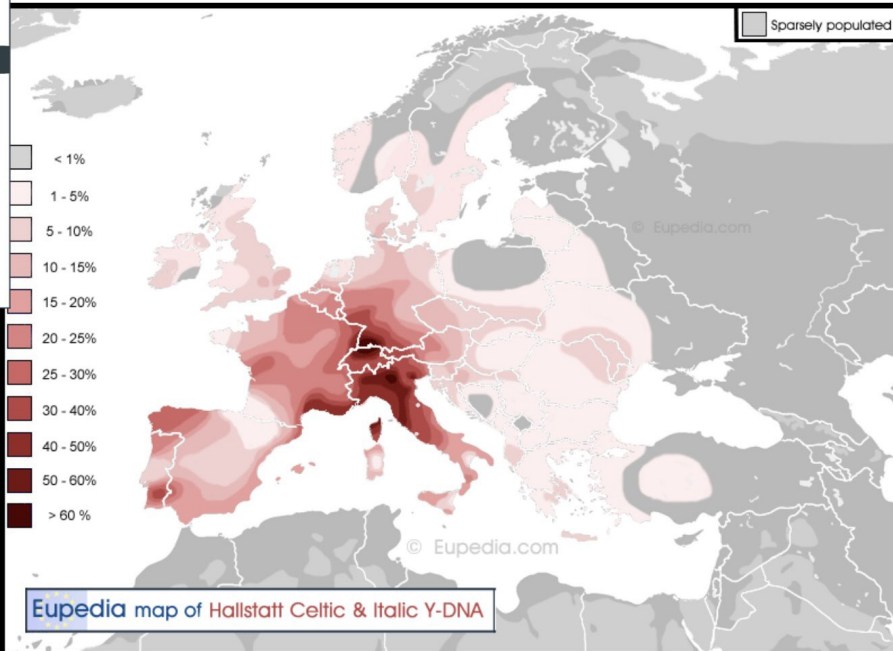 Sparsely populated
< 1%
1 - 5%
5 - 10%
10 - 15%
15 - 20%
20 - 25%
25 - 30%
30 - 40%
40 - 50%
50 - 60%
> 60 %
© Eupedia.com
© Eupedia.com
Eupedia map of Hallstatt Celtic & Italic Y-DNA